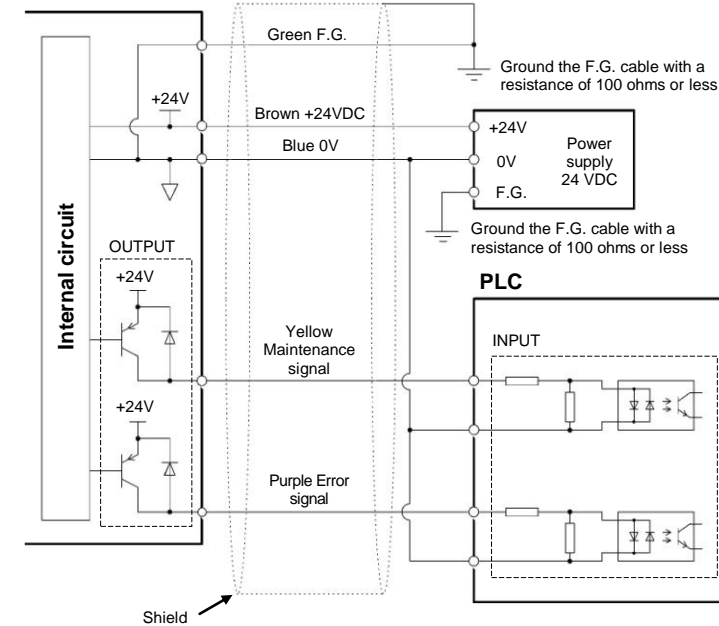 Green F.G.
Ground the F.G. cable with a
resistance of 100 ohms or less
+24V
Brown +24VDC
+24V
Blue 0V
0V
Power
supply
24 VDC
F.G.
Ground the F.G. cable with a
resistance of 100 ohms or less
Internal circuit
OUTPUT
+24V
PLC
INPUT
Yellow
Maintenance
signal
+24V
Purple Error
signal
Shield